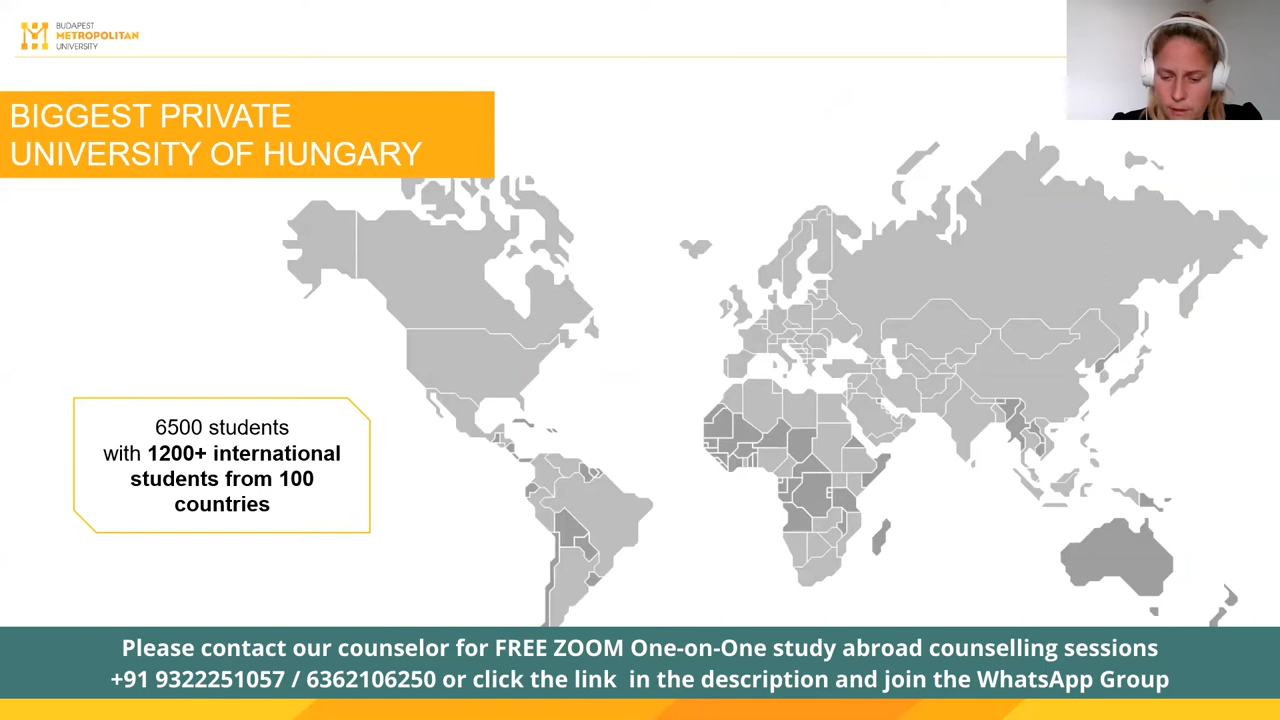 BUDAPEST
METROPOLITAN
UNIVERSITY
BIGGEST PRIVATE
UNIVERSITY OF HUNGARY
6500 students
with 1200+ international
students from 100
countries
Please contact our counselor for FREE ZOOM One-on-One study abroad counselling sessions
+91 9322251057 / 6362106250 or click the link in the description and join the WhatsApp Group